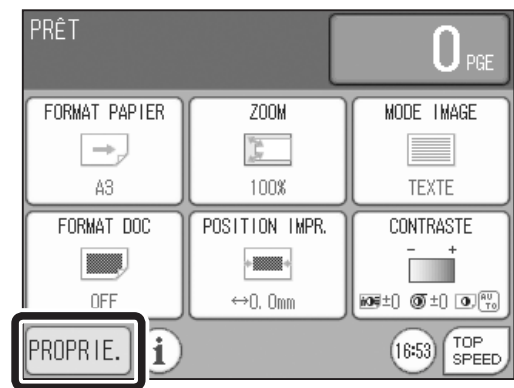 PRÊT
0 PGE
FORMAT PAPIER
ZOOM
MODE IMAGE
A3
100%
TEXTE
FORMAT DOC
POSITION IMPR.
CONTRASTE
- +
OFF
↔0. 0mm
±0 ±0 AUTO
PROPRIE.
i
16:53
TOP
SPEED